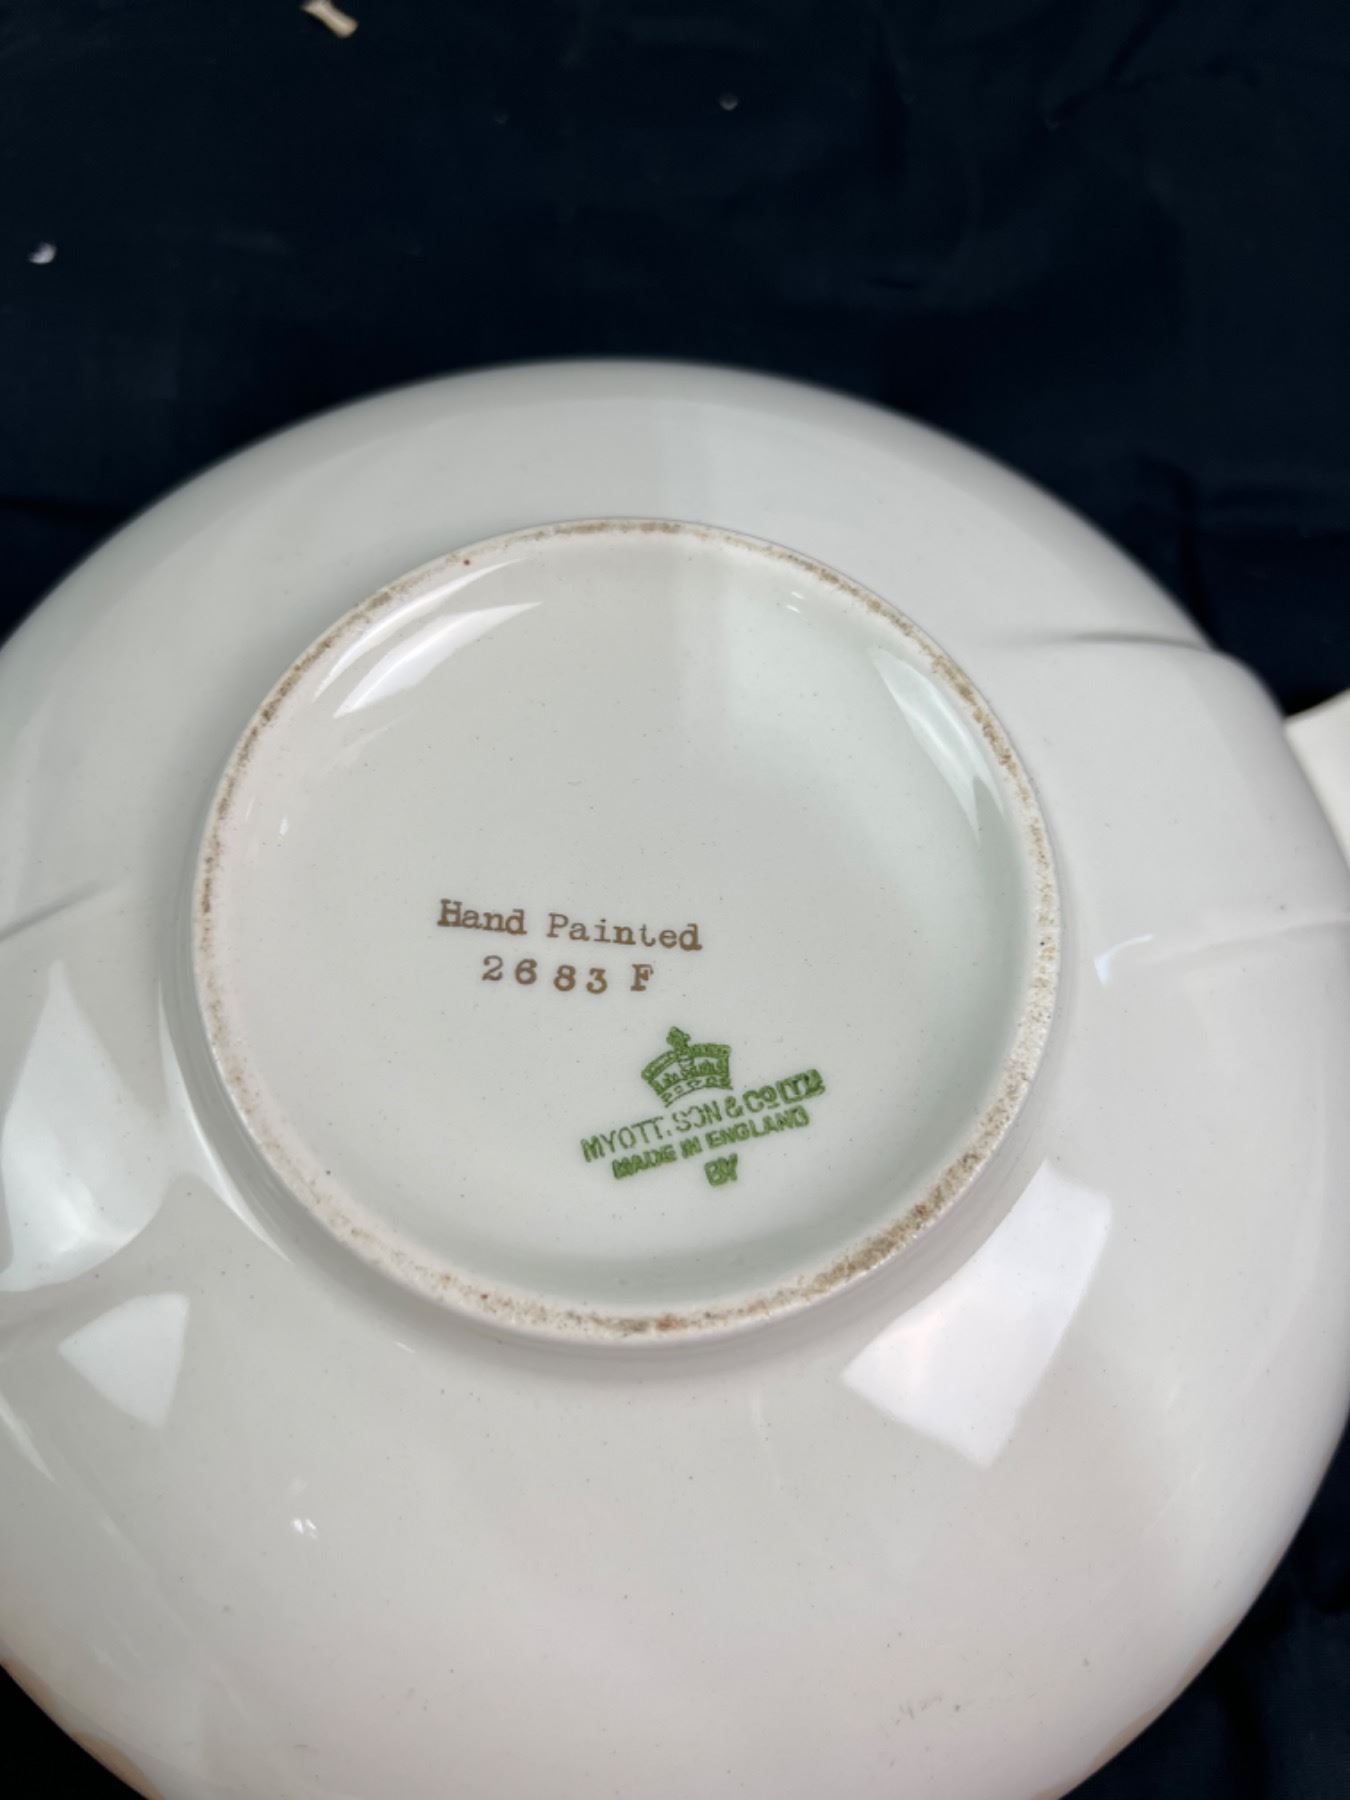 Hand Painted
2683 F
MYOTT, SON & Co LTD
MADE IN ENGLAND
BY